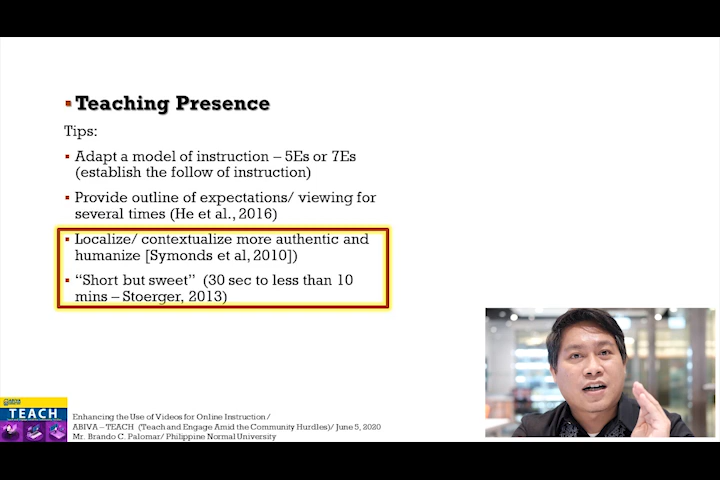 Teaching Presence
Tips:
Adapt a model of instruction – 5Es or 7Es
(establish the follow of instruction)
Provide outline of expectations/ viewing for
several times (He et al., 2016)
Localize/ contextualize more authentic and
humanize [Symonds et al, 2010])
“Short but sweet” (30 sec to less than 10
mins – Stoerger, 2013)
TEACH
Enhancing the Use of Videos for Online Instruction /
ABIVA – TEACH (Teach and Engage Amid the Community Hurdles)/ June 5, 2020
Mr. Brando C. Palomar/ Philippine Normal University